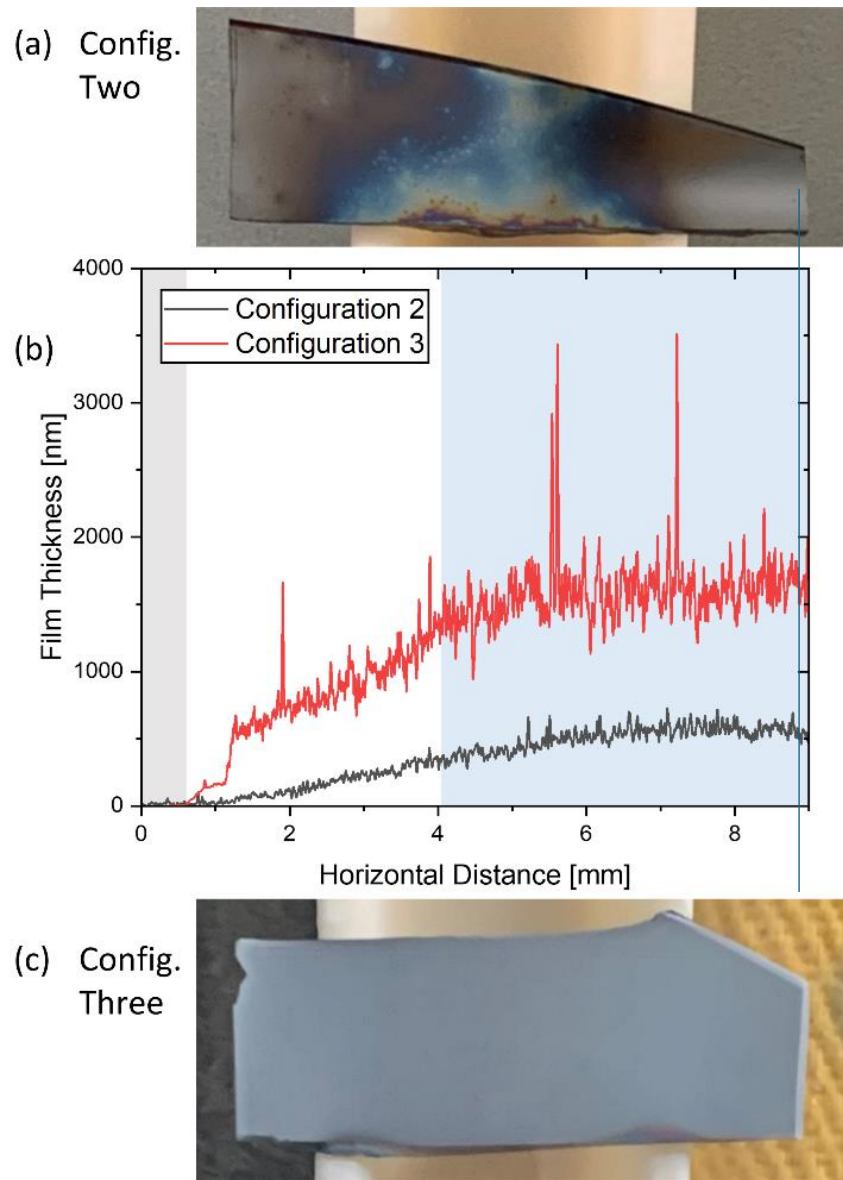 (a) Config.
Two
(b)
4000
3000
2000
1000
0
Film Thickness [nm]
Configuration 2
Configuration 3
0 2 4 6 8
Horizontal Distance [mm]
(c) Config.
Three